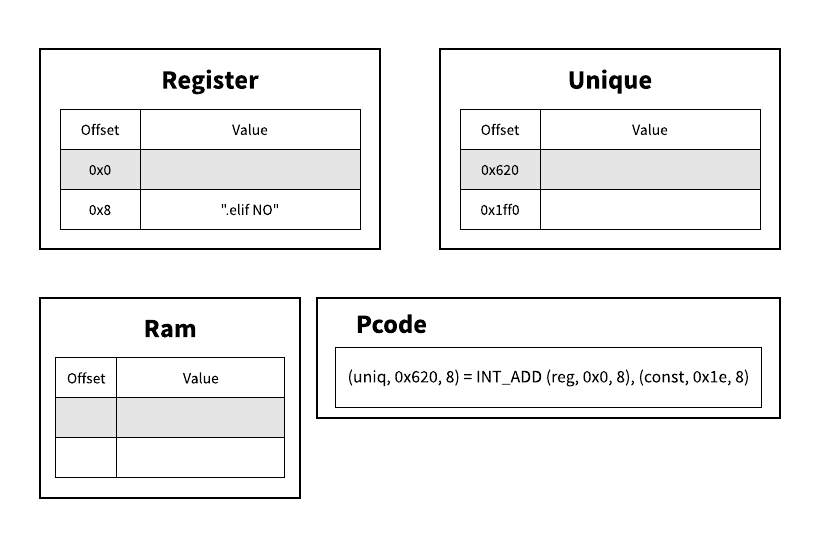 Register
Offset Value
0x0
0x8 ".elif NO"
Unique
Offset Value
0x620
0x1ff0
Ram
Offset Value
Pcode
(uniq, 0x620, 8) = INT_ADD (reg, 0x0, 8), (const, 0x1e, 8)